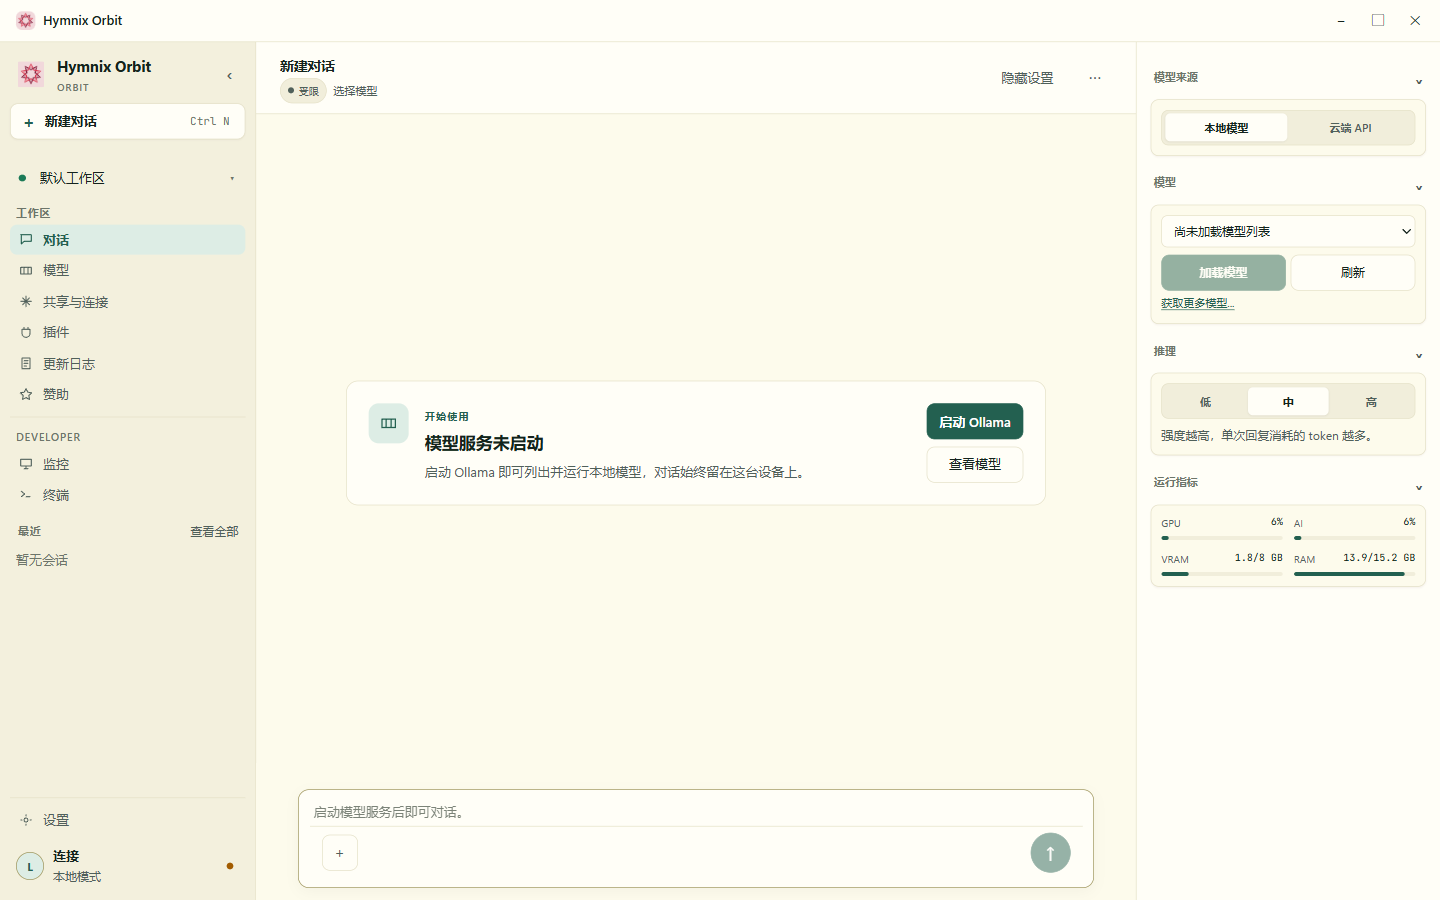 Hymnix Orbit
Hymnix Orbit
ORBIT
新建对话 Ctrl N
默认工作区
工作区
对话
模型
共享与连接
插件
更新日志
赞助
DEVELOPER
监控
终端
最近 查看全部
暂无会话
设置
L
连接
本地模式
新建对话
受限 选择模型
隐藏设置
开始使用
模型服务未启动
启动 Ollama 即可列出并运行本地模型，对话始终留在这台设备上。
启动 Ollama
查看模型
启动模型服务后即可对话。
模型来源
本地模型 云端 API
模型
尚未加载模型列表
加载模型 刷新
获取更多模型...
推理
低 中 高
强度越高，单次回复消耗的 token 越多。
运行指标
GPU 6% AI 6%
VRAM 1.8/8 GB RAM 13.9/15.2 GB